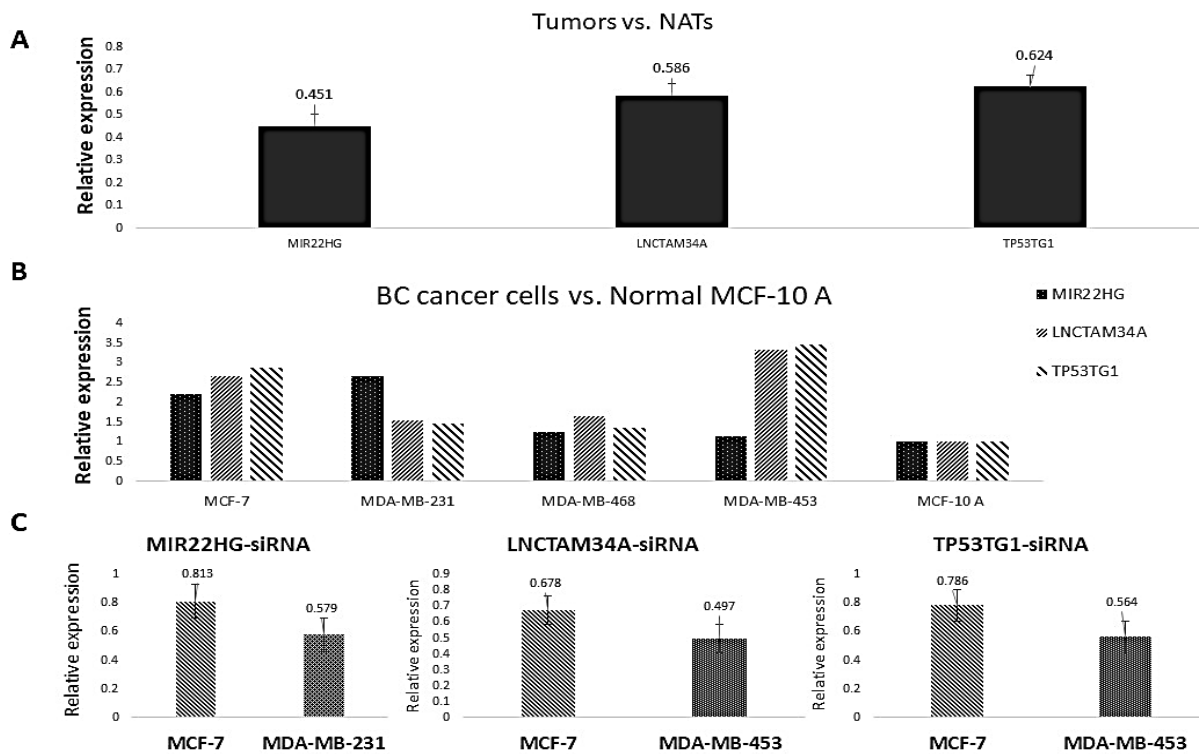 A
Tumors vs. NATs
Relative expression
0.8
0.7
0.6
0.5
0.4
0.3
0.2
0.1
0
0.451
0.586
0.624
MIR22HG
LNCTAM34A
TP53TG1
B
BC cancer cells vs. Normal MCF-10 A
Relative expression
4
3.5
3
2.5
2
1.5
1
0.5
0
MCF-7
MDA-MB-231
MDA-MB-468
MDA-MB-453
MCF-10 A
MIR22HG
LNCTAM34A
TP53TG1
C
MIR22HG-siRNA
Relative expression
1
0.8
0.6
0.4
0.2
0
0.813
0.579
MCF-7
MDA-MB-231
LNCTAM34A-siRNA
Relative expression
0.9
0.8
0.7
0.6
0.5
0.4
0.3
0.2
0.1
0
0.678
0.497
MCF-7
MDA-MB-453
TP53TG1-siRNA
Relative expression
1
0.8
0.6
0.4
0.2
0
0.786
0.564
MCF-7
MDA-MB-453